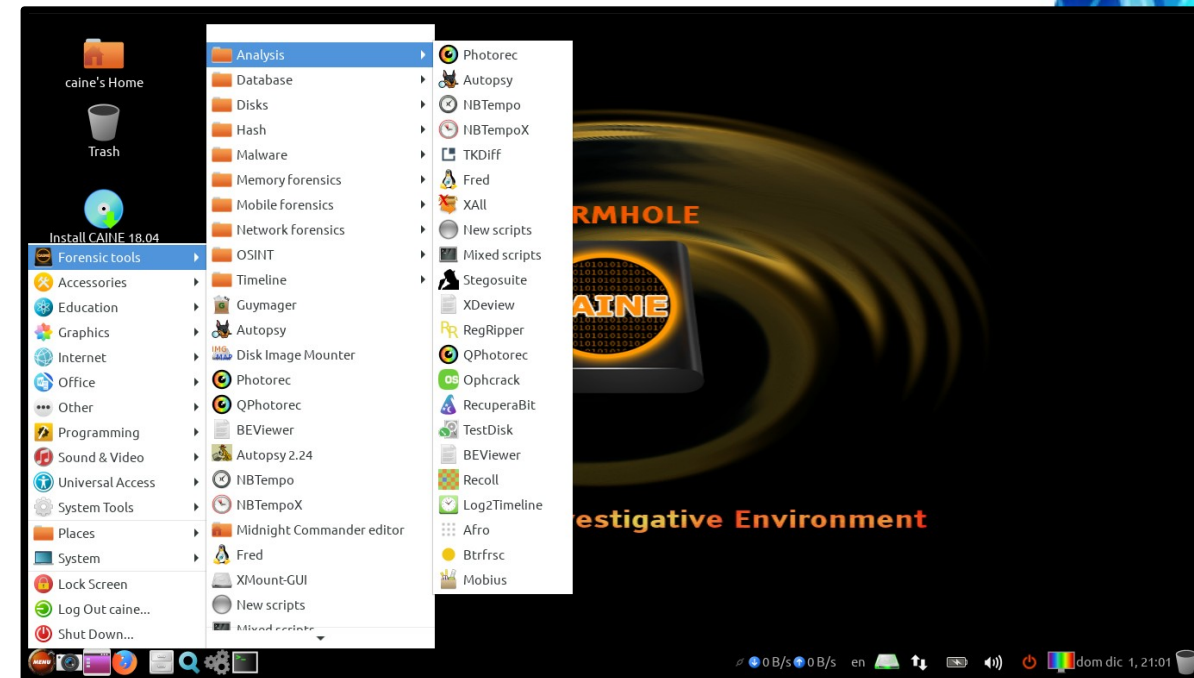 caine's Home
Trash
Install CAINE 18.04
Forensic tools
Accessories
Education
Graphics
Internet
Office
Other
Programming
Sound & Video
Universal Access
System Tools
Places
System
Lock Screen
Log Out caine...
Shut Down...
Analysis
Database
Disks
Hash
Malware
Memory forensics
Mobile forensics
Network forensics
OSINT
Timeline
Guymager
Autopsy
Disk Image Mounter
Photorec
QPhotorec
BEViewer
Autopsy 2.24
NBTempo
NBTempoX
Midnight Commander editor
Fred
XMount-GUI
New scripts
Mixed scripts
Photorec
Autopsy
NBTempo
NBTempoX
TKDiff
Fred
XAll
New scripts
Mixed scripts
Stegosuite
XDeview
RegRipper
QPhotorec
Ophcrack
RecuperaBit
TestDisk
BEViewer
Recoll
Log2Timeline
Afro
Btrfrsc
Mobius
RMHOLE
CAINE
estigative Environment
MENU
0 B/s 0 B/s en dom dic 1, 21:01